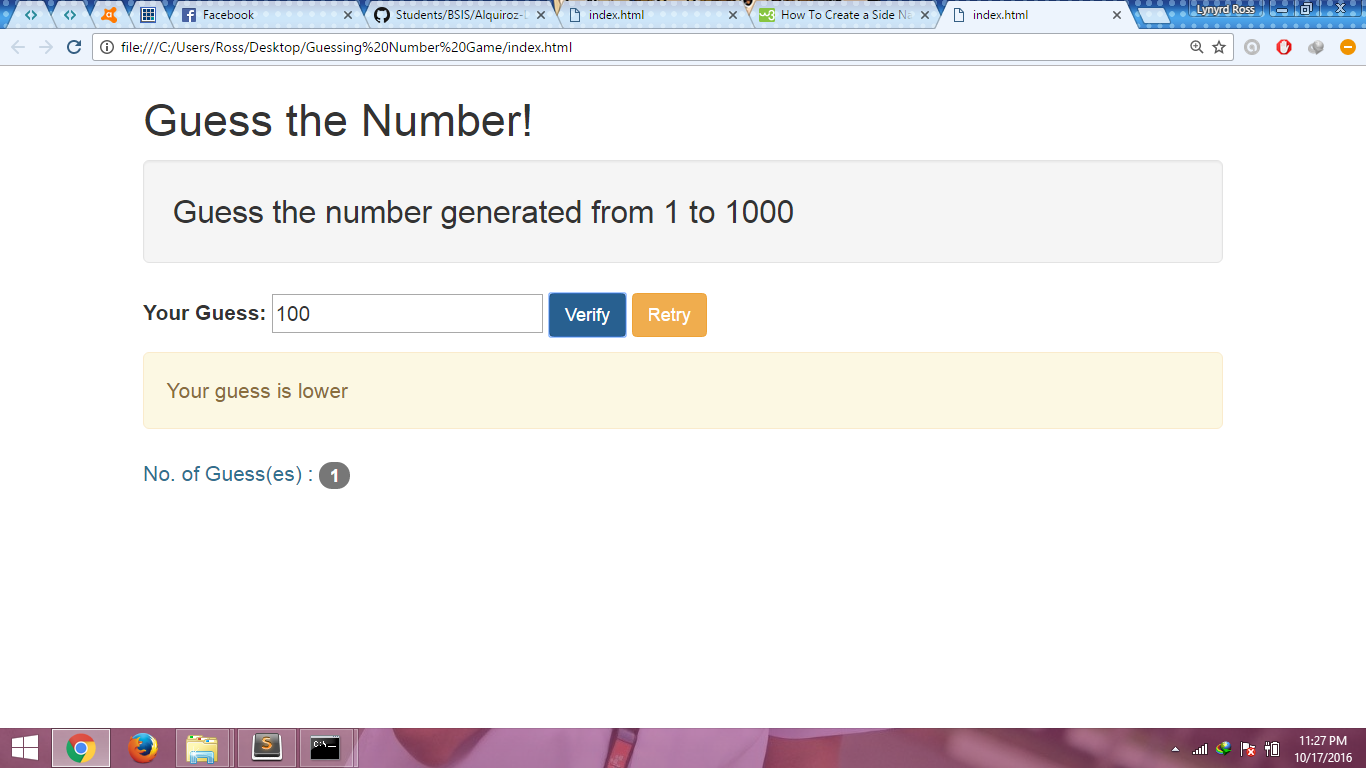 Facebook
Students/BSIS/Alquiroz-
index.html
How To Create a Side Na
index.html
Lynyrd Ross
file:///C:/Users/Ross/Desktop/Guessing%20Number%20Game/index.html
Guess the Number!
Guess the number generated from 1 to 1000
Your Guess: 100 Verify Retry
Your guess is lower
No. of Guess(es) : 1
11:27 PM
10/17/2016